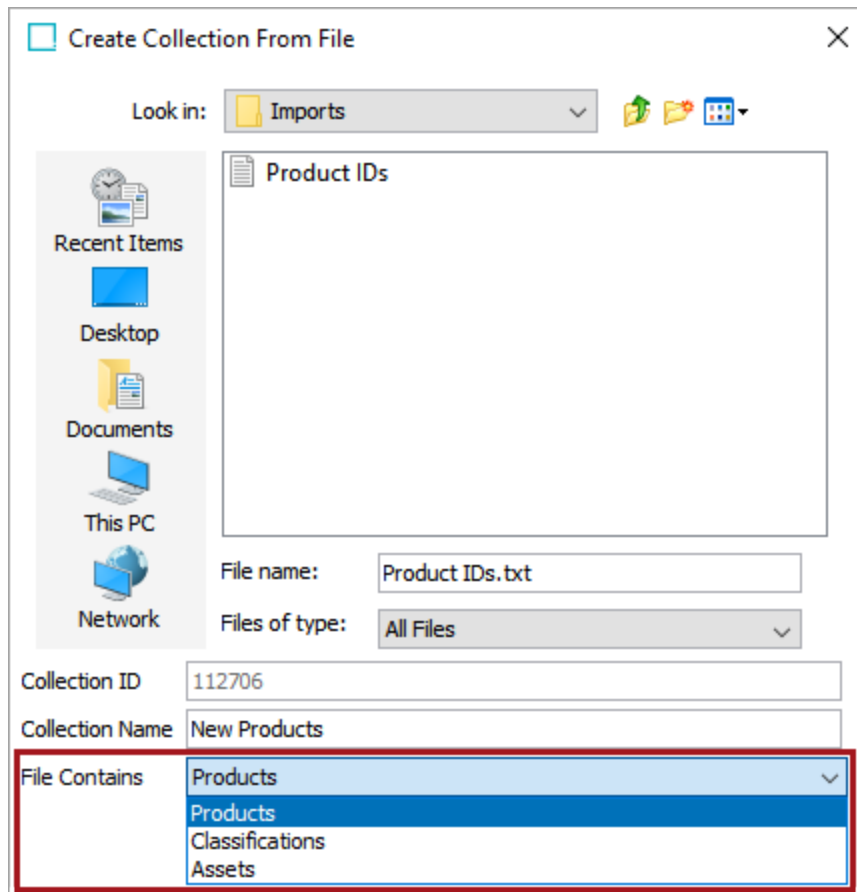 Create Collection From File
Look in: Imports
Product IDs
Recent Items
Desktop
Documents
This PC
Network
File name: Product IDs.txt
Files of type: All Files
Collection ID 112706
Collection Name New Products
File Contains Products
Products
Classifications
Assets